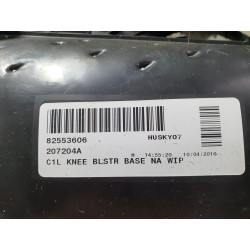 82553606 HUSKY07
207204A
M 14:55:20 10/04/2016
C1L KNEE BLSTR BASE NA WIP